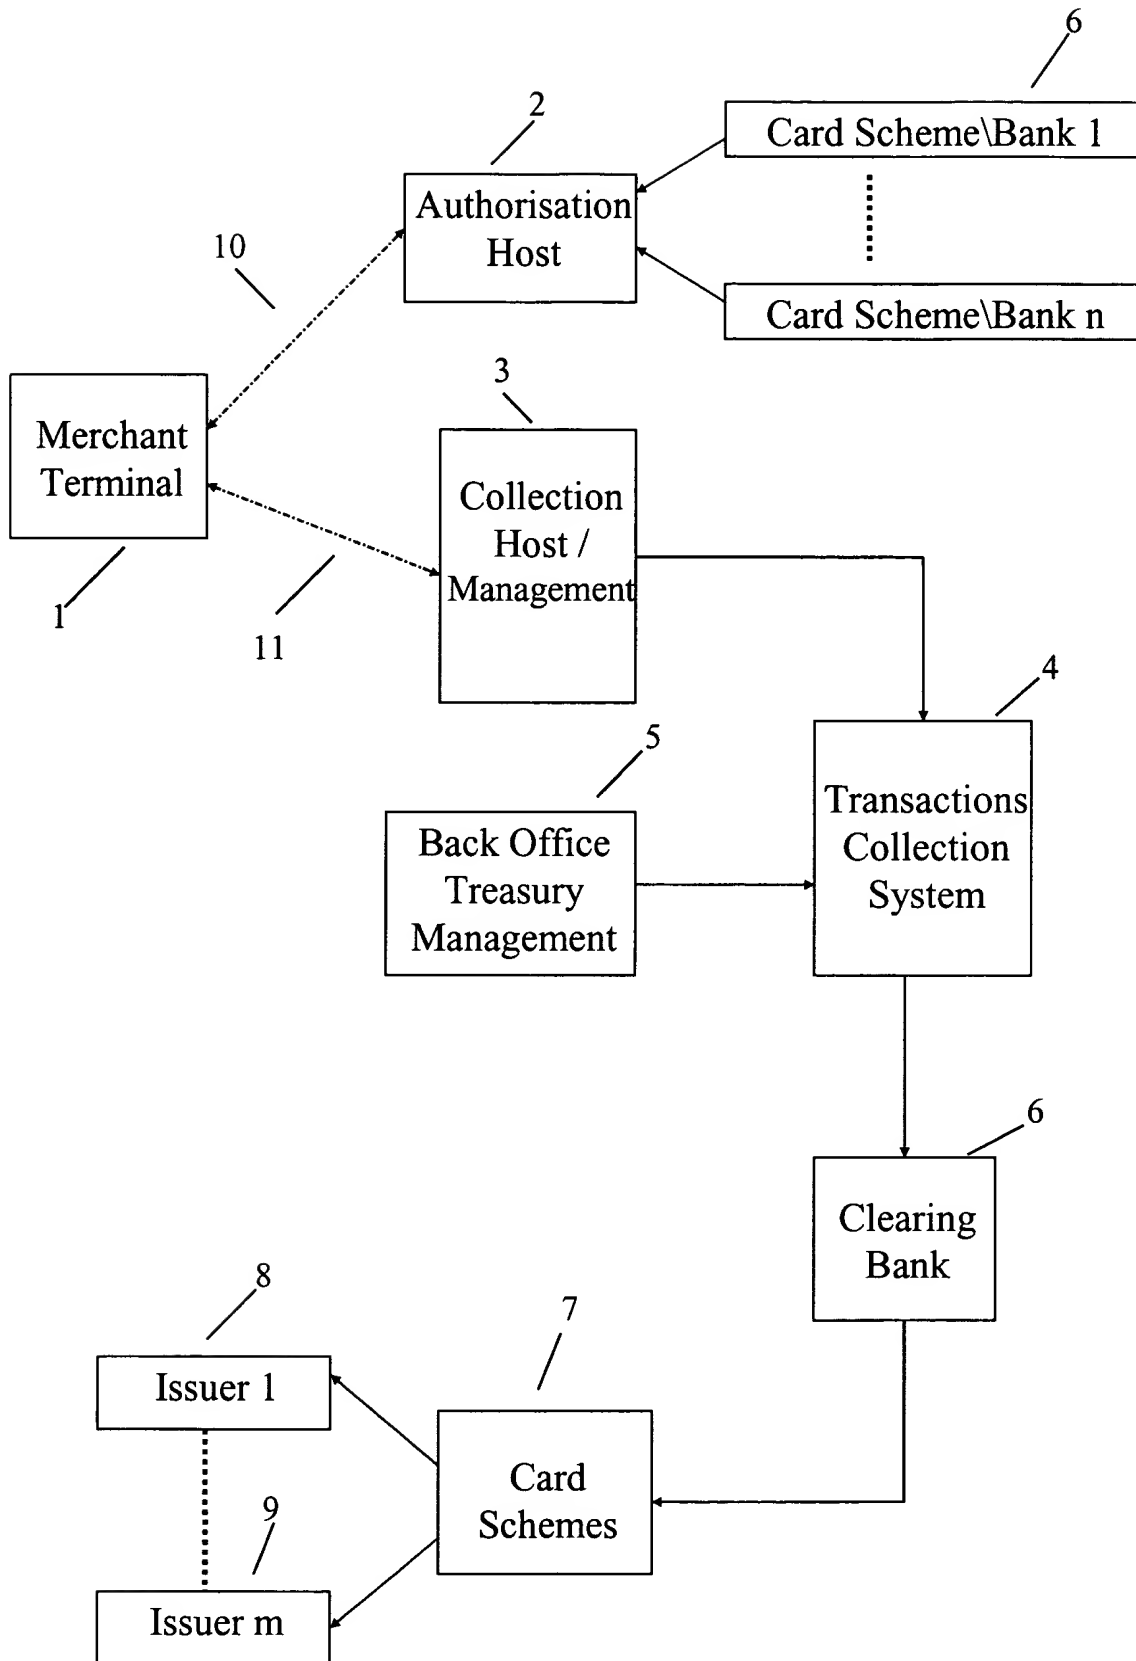 6
2
Card Scheme\Bank 1
Authorisation
Host
10
Card Scheme\Bank n
3
Merchant
Terminal
Collection
Host /
Management
1
11
4
5
Transactions
Collection
System
Back Office
Treasury
Management
6
Clearing
Bank
8
7
Issuer 1
Card
Schemes
9
Issuer m